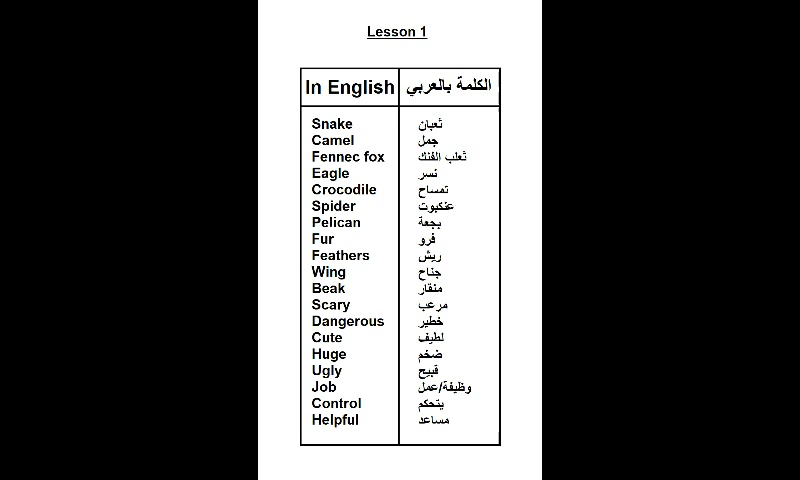 Lesson 1
In English الكلمة بالعربي
Snake ثعبان
Camel جمل
Fennec fox ثعلب الفنك
Eagle نسر
Crocodile تمساح
Spider عنكبوت
Pelican بجعة
Fur فرو
Feathers ريش
Wing جناح
Beak منقار
Scary مرعب
Dangerous خطير
Cute لطيف
Huge ضخم
Ugly قبيح
Job وظيفة/عمل
Control يتحكم
Helpful مساعد